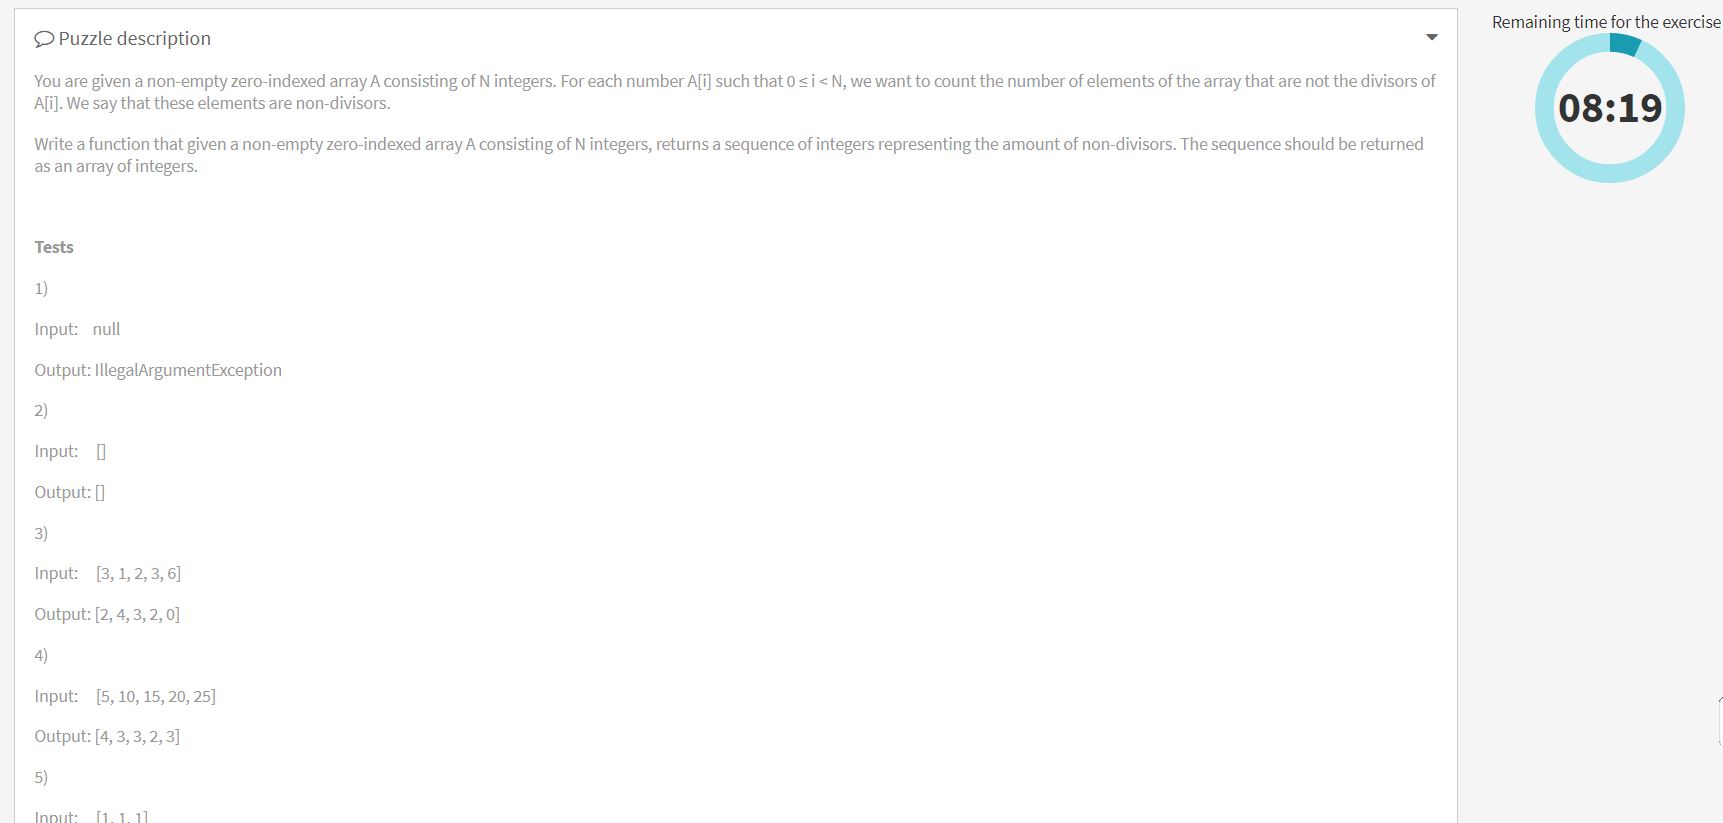 Puzzle description
Remaining time for the exercise
08:19
You are given a non-empty zero-indexed array A consisting of N integers. For each number A[i] such that 0 ≤ i < N, we want to count the number of elements of the array that are not the divisors of
A[i]. We say that these elements are non-divisors.
Write a function that given a non-empty zero-indexed array A consisting of N integers, returns a sequence of integers representing the amount of non-divisors. The sequence should be returned
as an array of integers.
Tests
1)
Input: null
Output: IllegalArgumentException
2)
Input: []
Output: []
3)
Input: [3, 1, 2, 3, 6]
Output: [2, 4, 3, 2, 0]
4)
Input: [5, 10, 15, 20, 25]
Output: [4, 3, 3, 2, 3]
5)
Input: [1, 1, 1]